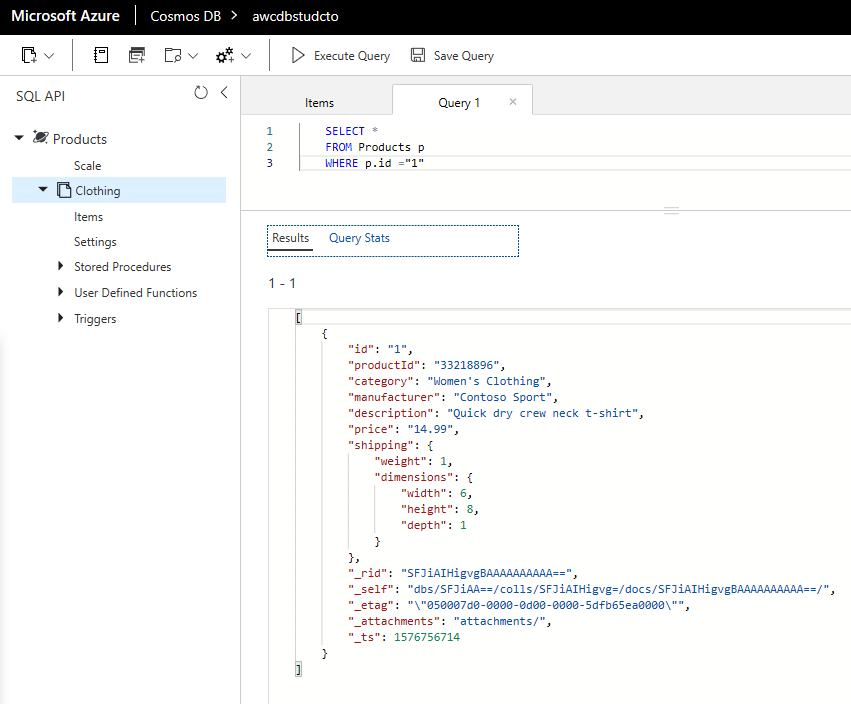 Microsoft Azure
Cosmos DB > awcdbstudcto
Execute Query
Save Query
SQL API
Products
Scale
Clothing
Items
Settings
Stored Procedures
User Defined Functions
Triggers
Items
Query 1
1 SELECT *
2 FROM Products p
3 WHERE p.id ="1"
Results
Query Stats
1 - 1
[
{
"id": "1",
"productId": "33218896",
"category": "Women's Clothing",
"manufacturer": "Contoso Sport",
"description": "Quick dry crew neck t-shirt",
"price": "14.99",
"shipping": {
"weight": 1,
"dimensions": {
"width": 6,
"height": 8,
"depth": 1
}
},
"_rid": "SFJiAIHigvgBAAAAAAAAAA==",
"_self": "dbs/SFJiAA==/colls/SFJiAIHigvg=/docs/SFJiAIHigvgBAAAAAAAAAA==/",
"_etag": "\"050007d0-0000-0d00-0000-5dfb65ea0000\"",
"_attachments": "attachments/",
"_ts": 1576756714
}
]